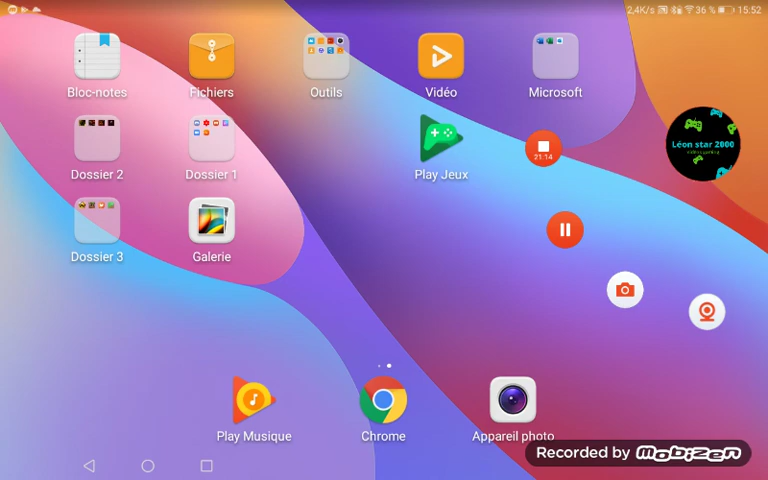 2,4K/s 36 % 15:52
Bloc-notes
Fichiers
Outils
Vidéo
Microsoft
Léon star 2000
21:14
Dossier 2
Dossier 1
Play Jeux
Dossier 3
Galerie
Play Musique
Chrome
Appareil photo
Recorded by Mobizen